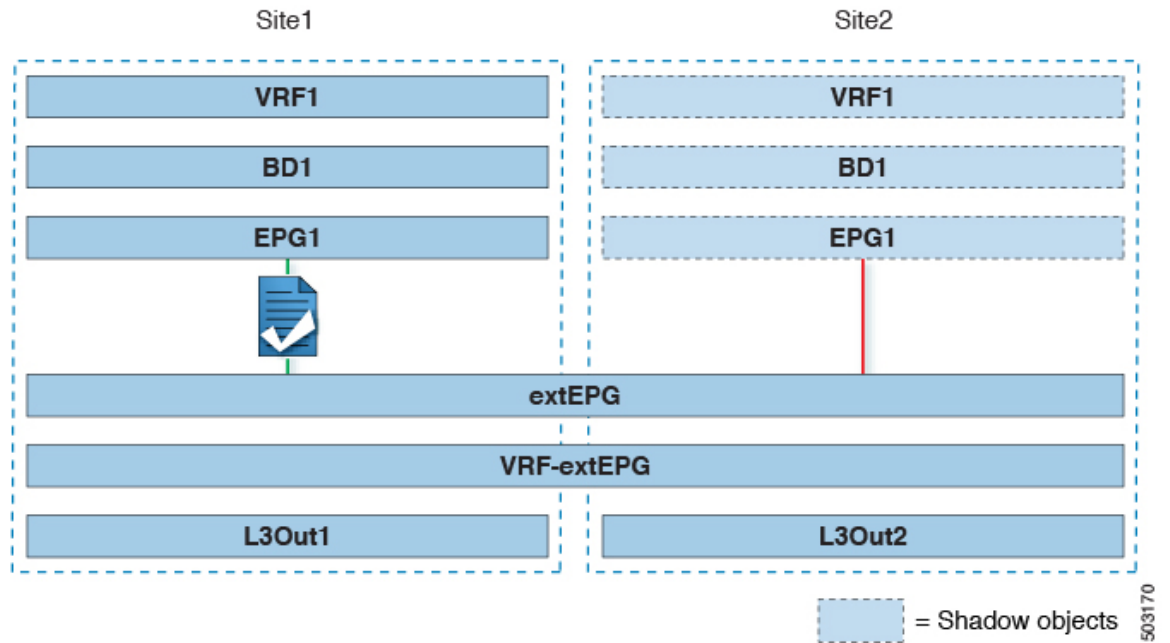 Site1
Site2
VRF1
VRF1
BD1
BD1
EPG1
EPG1
extEPG
VRF-extEPG
L3Out1
L3Out2
= Shadow objects
503170